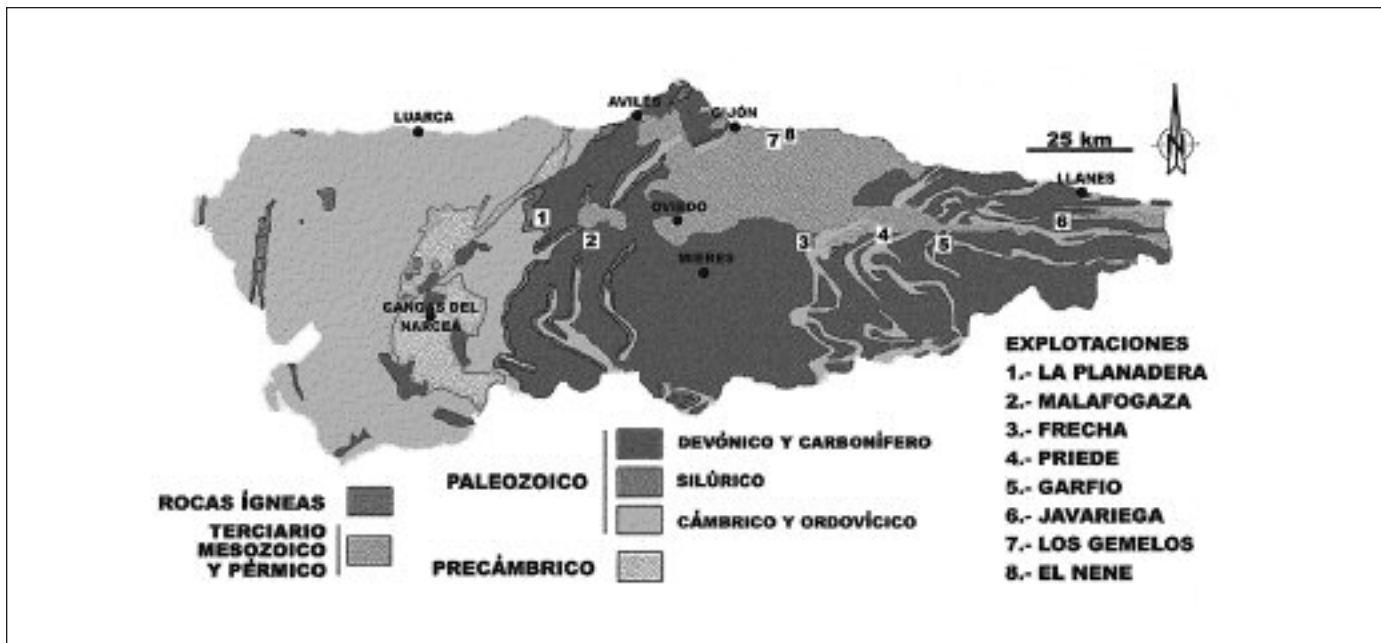 AVILÉS
GIJÓN
LUARCA
7
8
25 km
N
LLANES
1
OVIEDO
2
3
4
5
6
MIERES
CANGAS DEL
NARCEA
EXPLOTACIONES
1.- LA PLANADERA
2.- MALAFOGAZA
3.- FRECHA
4.- PRIEDE
5.- GARFIO
6.- JAVARIEGA
7.- LOS GEMELOS
8.- EL NENE
PALEOZOICO
DEVÓNICO Y CARBONÍFERO
SILÚRICO
CÁMBRICO Y ORDOVÍCICO
PRECÁMBRICO
ROCAS ÍGNEAS
TERCIARIO
MESOZOICO
Y PÉRMICO